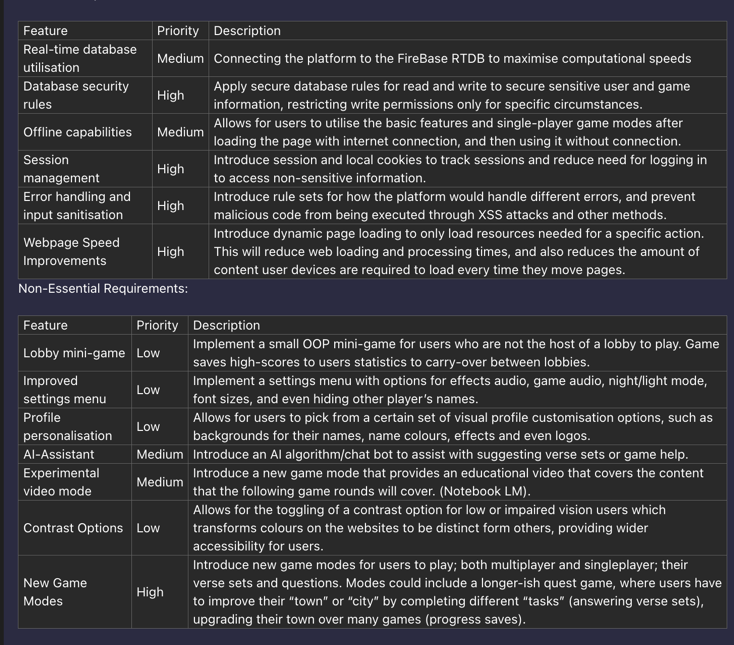 Feature Priority Description
Real-time database utilisation Medium Connecting the platform to the FireBase RTDB to maximise computational speeds
Database security rules High Apply secure database rules for read and write to secure sensitive user and game
information, restricting write permissions only for specific circumstances.
Offline capabilities Medium Allows for users to utilise the basic features and single-player game modes after
loading the page with internet connection, and then using it without connection.
Session management High Introduce session and local cookies to track sessions and reduce need for logging in
to access non-sensitive information.
Error handling and input sanitisation High Introduce rule sets for how the platform would handle different errors, and prevent
malicious code from being executed through XSS attacks and other methods.
Webpage Speed Improvements High Introduce dynamic page loading to only load resources needed for a specific action.
This will reduce web loading and processing times, and also reduces the amount of
content user devices are required to load every time they move pages.
Non-Essential Requirements:
Feature Priority Description
Lobby mini-game Low Implement a small OOP mini-game for users who are not the host of a lobby to play. Game
saves high-scores to users statistics to carry-over between lobbies.
Improved settings menu Low Implement a settings menu with options for effects audio, game audio, night/light mode,
font sizes, and even hiding other player’s names.
Profile personalisation Low Allows for users to pick from a certain set of visual profile customisation options, such as
backgrounds for their names, name colours, effects and even logos.
AI-Assistant Medium Introduce an AI algorithm/chat bot to assist with suggesting verse sets or game help.
Experimental video mode Medium Introduce a new game mode that provides an educational video that covers the content
that the following game rounds will cover. (Notebook LM).
Contrast Options Low Allows for the toggling of a contrast option for low or impaired vision users which
transforms colours on the websites to be distinct form others, providing wider
accessibility for users.
New Game Modes High Introduce new game modes for users to play; both multiplayer and singleplayer; their
verse sets and questions. Modes could include a longer-ish quest game, where users have
to improve their “town” or “city” by completing different “tasks” (answering verse sets),
upgrading their town over many games (progress saves).